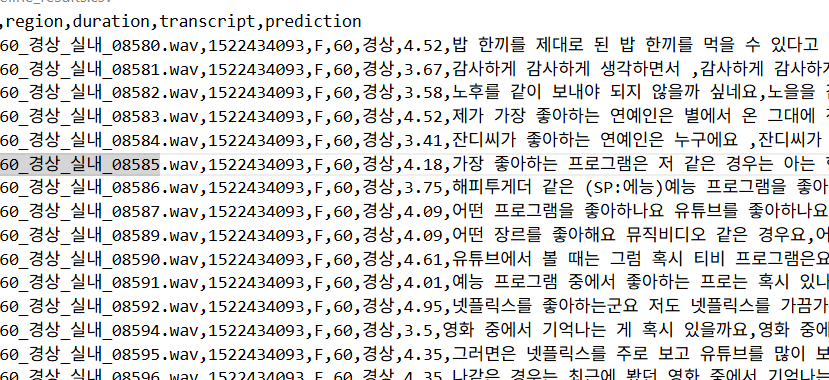 eline_results.csv
,region,duration,transcript,prediction
60_경상_실내_08580.wav,1522434093,F,60,경상,4.52,밥 한끼를 제대로 된 밥 한끼를 먹을 수 있다고
60_경상_실내_08581.wav,1522434093,F,60,경상,3.67,감사하게 감사하게 생각하면서 ,감사하게 감사하게
60_경상_실내_08582.wav,1522434093,F,60,경상,3.58,노후를 같이 보내야 되지 않을까 싶네요,노을을
60_경상_실내_08583.wav,1522434093,F,60,경상,4.52,제가 가장 좋아하는 연예인은 별에서 온 그대에
60_경상_실내_08584.wav,1522434093,F,60,경상,3.41,잔디씨가 좋아하는 연예인은 누구에요 ,잔디씨가
60_경상_실내_08585.wav,1522434093,F,60,경상,4.18,가장 좋아하는 프로그램은 저 같은 경우는 아는
60_경상_실내_08586.wav,1522434093,F,60,경상,3.75,해피투게더 같은 (SP:에능)예능 프로그램을 좋아
60_경상_실내_08587.wav,1522434093,F,60,경상,4.09,어떤 프로그램을 좋아하나요 유튜브를 좋아하나요
60_경상_실내_08589.wav,1522434093,F,60,경상,4.09,어떤 장르를 좋아해요 뮤직비디오 같은 경우요,어
60_경상_실내_08590.wav,1522434093,F,60,경상,4.61,유튜브에서 볼 때는 그럼 혹시 티비 프로그램은요
60_경상_실내_08591.wav,1522434093,F,60,경상,4.01,예능 프로그램 중에서 좋아하는 프로는 혹시 있나
60_경상_실내_08592.wav,1522434093,F,60,경상,4.95,넷플릭스를 좋아하는군요 저도 넷플릭스를 가끔가
60_경상_실내_08594.wav,1522434093,F,60,경상,3.5,영화 중에서 기억나는 게 혹시 있을까요,영화 중에
60_경상_실내_08595.wav,1522434093,F,60,경상,4.35,그러면은 넷플릭스를 주로 보고 유튜브를 많이 보
60_경상_실내_08596.wav,1522434093,F,60,경상,4.35,나같은 경우는 최근에 봤던 영화 중에서 기억나는